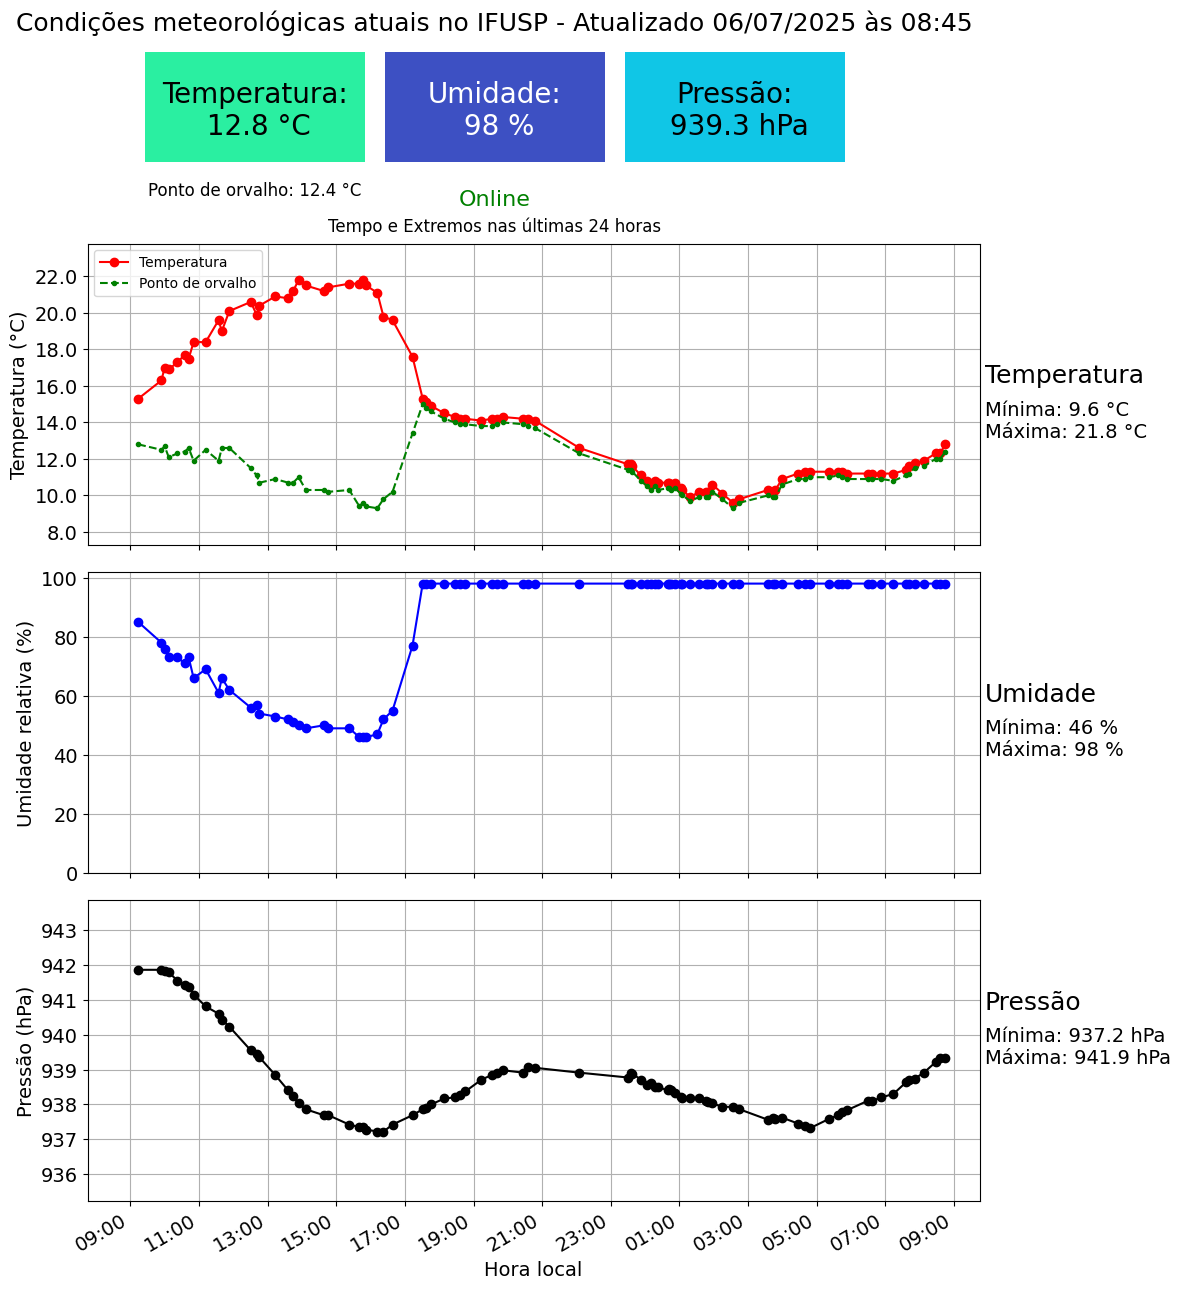 Condições meteorológicas atuais no IFUSP - Atualizado 06/07/2025 às 08:45
Temperatura:
12.8 °C
Umidade:
98 %
Pressão:
939.3 hPa
Ponto de orvalho: 12.4 °C
Online
Tempo e Extremos nas últimas 24 horas
Temperatura
Ponto de orvalho
Temperatura (°C)
22.0
20.0
18.0
16.0
14.0
12.0
10.0
8.0
Temperatura
Mínima: 9.6 °C
Máxima: 21.8 °C
Umidade relativa (%)
100
80
60
40
20
0
Umidade
Mínima: 46 %
Máxima: 98 %
Pressão (hPa)
943
942
941
940
939
938
937
936
Pressão
Mínima: 937.2 hPa
Máxima: 941.9 hPa
09:00
11:00
13:00
15:00
17:00
19:00
21:00
23:00
01:00
03:00
05:00
07:00
09:00
Hora local